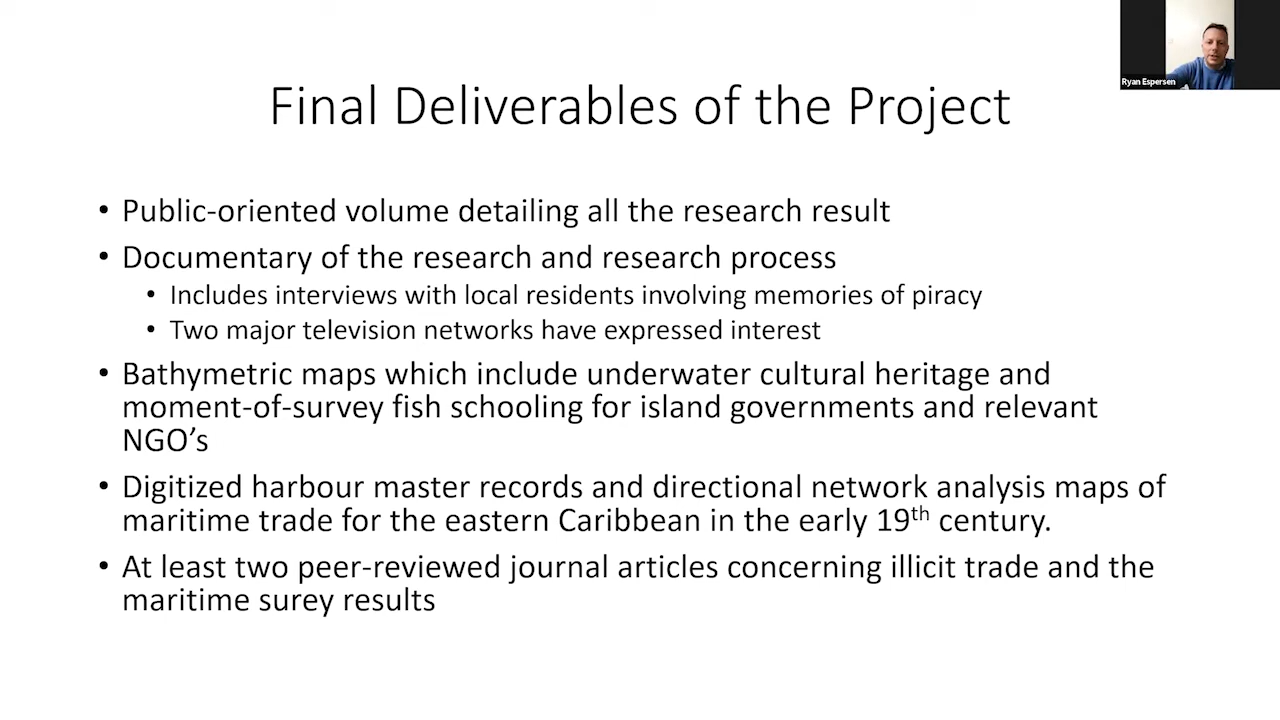 Ryan Espersen
Final Deliverables of the Project
• Public-oriented volume detailing all the research result
• Documentary of the research and research process
• Includes interviews with local residents involving memories of piracy
• Two major television networks have expressed interest
• Bathymetric maps which include underwater cultural heritage and
moment-of-survey fish schooling for island governments and relevant
NGO’s
• Digitized harbour master records and directional network analysis maps of
maritime trade for the eastern Caribbean in the early 19th century.
• At least two peer-reviewed journal articles concerning illicit trade and the
maritime surey results